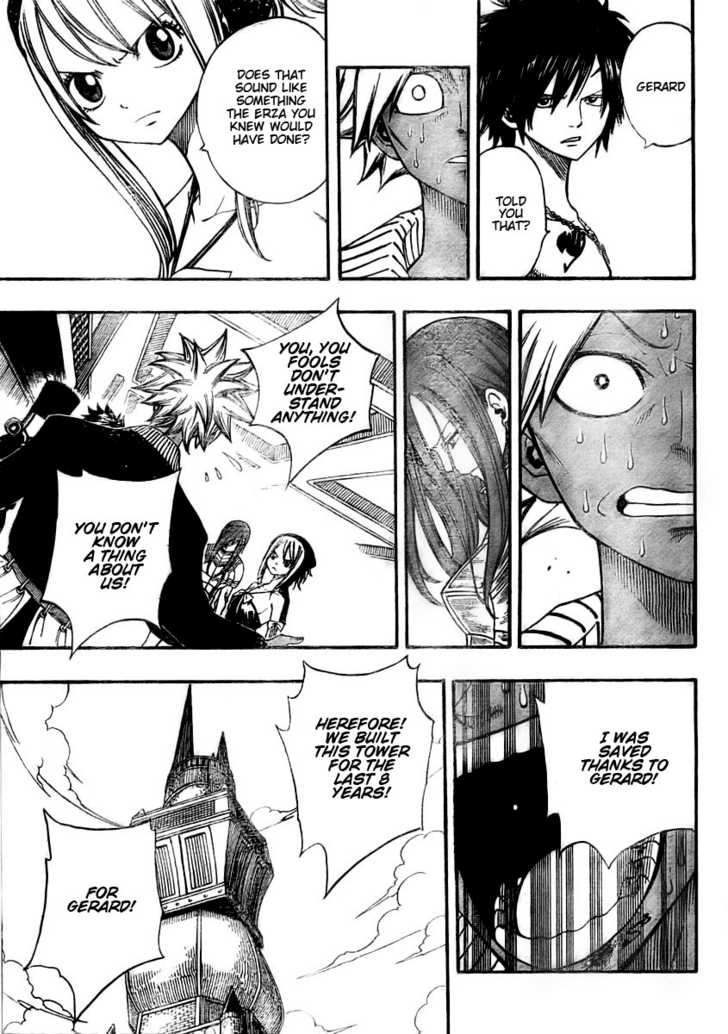 GERARD
TOLD
YOU
THAT?
DOES THAT
SOUND LIKE
SOMETHING
THE ERZA YOU
KNEW WOULD
HAVE DONE?
YOU, YOU
FOOLS
DON'T
UNDER-
STAND
ANYTHING!
YOU DON'T
KNOW
A THING
ABOUT
US!
I WAS
SAVED
THANKS TO
GERARD!
HEREFORE!
WE BUILT
THIS TOWER
FOR THE
LAST 8
YEARS!
FOR
GERARD!